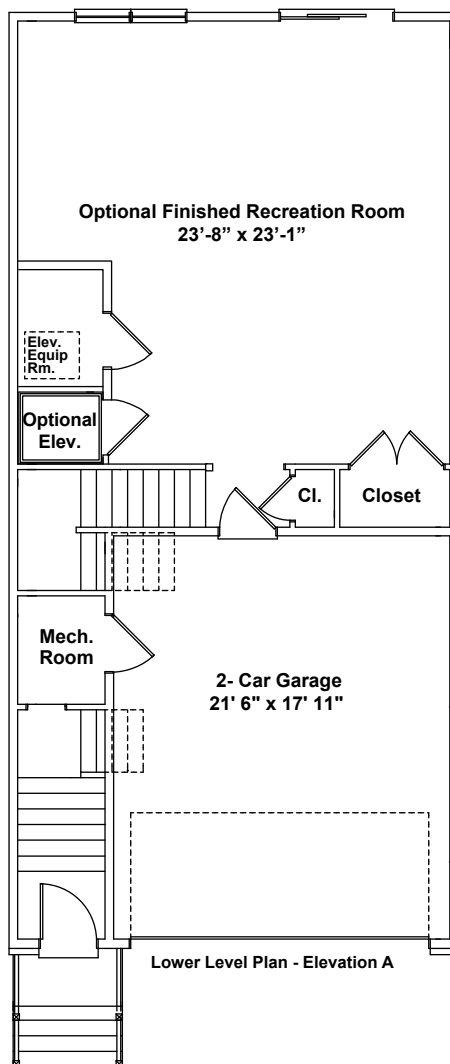 Optional Finished Recreation Room
23’-8” x 23’-1”
Elev.
Equip
Rm.
Optional
Elev.
Cl.
Closet
Mech.
Room
2- Car Garage
21' 6" x 17' 11"
Lower Level Plan - Elevation A